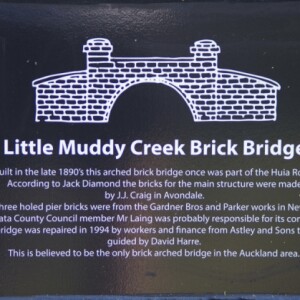 Little Muddy Creek Brick Bridge
uilt in the late 1890's this arched brick bridge once was part of the Huia Ro
According to Jack Diamond the bricks for the main structure were made
by J.J. Craig in Avondale.
hree holed pier bricks were from the Gardner Bros and Parker works in New
ata County Council member Mr Laing was probably responsible for its con
ridge was repaired in 1994 by workers and finance from Astley and Sons t
guided by David Harre.
This is believed to be the only brick arched bridge in the Auckland area.